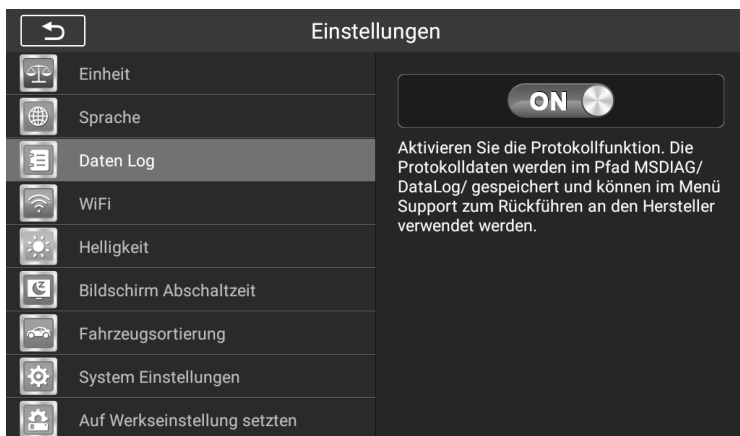 Einstellungen
Einheit
Sprache
Daten Log
WiFi
Helligkeit
Bildschirm Abschaltzeit
Fahrzeugsortierung
System Einstellungen
Auf Werkseinstellung setzten
ON
Aktivieren Sie die Protokollfunktion. Die
Protokolldaten werden im Pfad MSDIAG/
DataLog/ gespeichert und können im Menü
Support zum Rückführen an den Hersteller
verwendet werden.